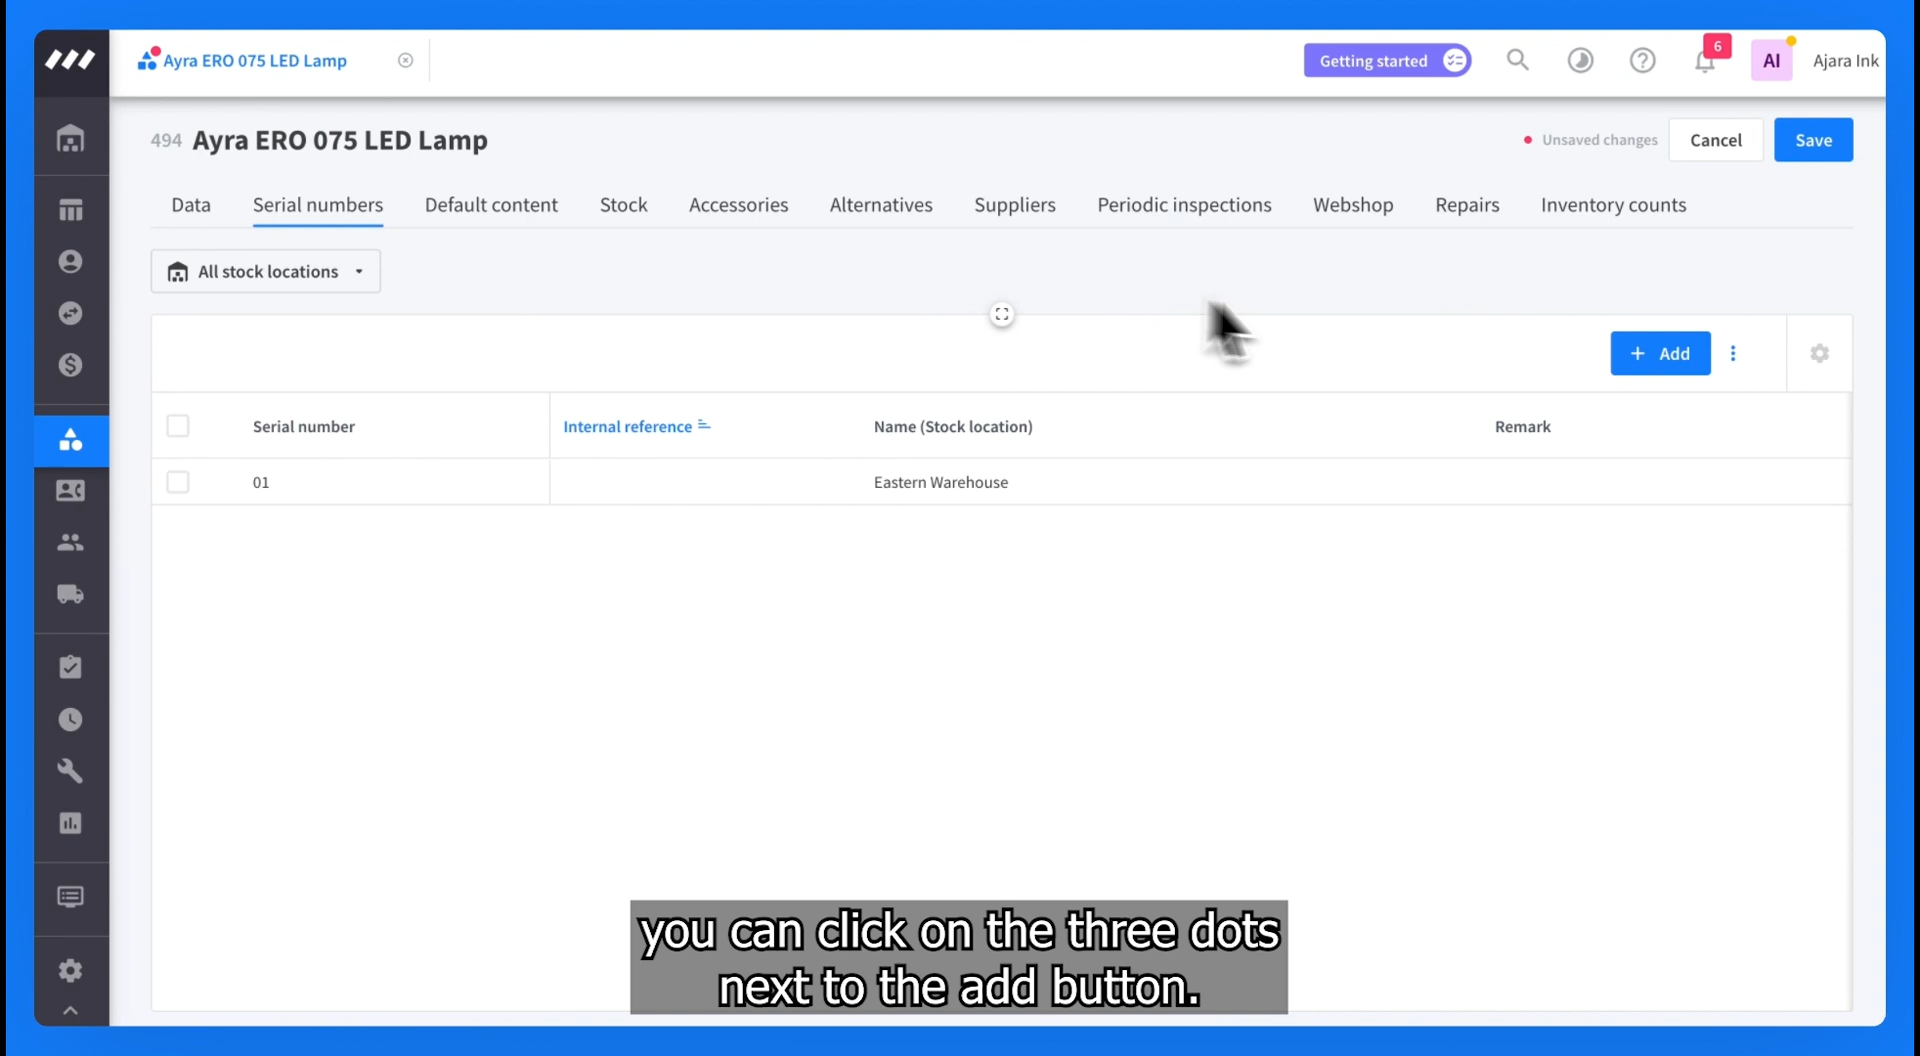 Ayra ERO 075 LED Lamp
Getting started
6
AI
Ajara Ink
494 Ayra ERO 075 LED Lamp
Unsaved changes
Cancel
Save
Data
Serial numbers
Default content
Stock
Accessories
Alternatives
Suppliers
Periodic inspections
Webshop
Repairs
Inventory counts
All stock locations
+ Add
Serial number
Internal reference
Name (Stock location)
Remark
01
Eastern Warehouse
you can click on the three dots
next to the add button.